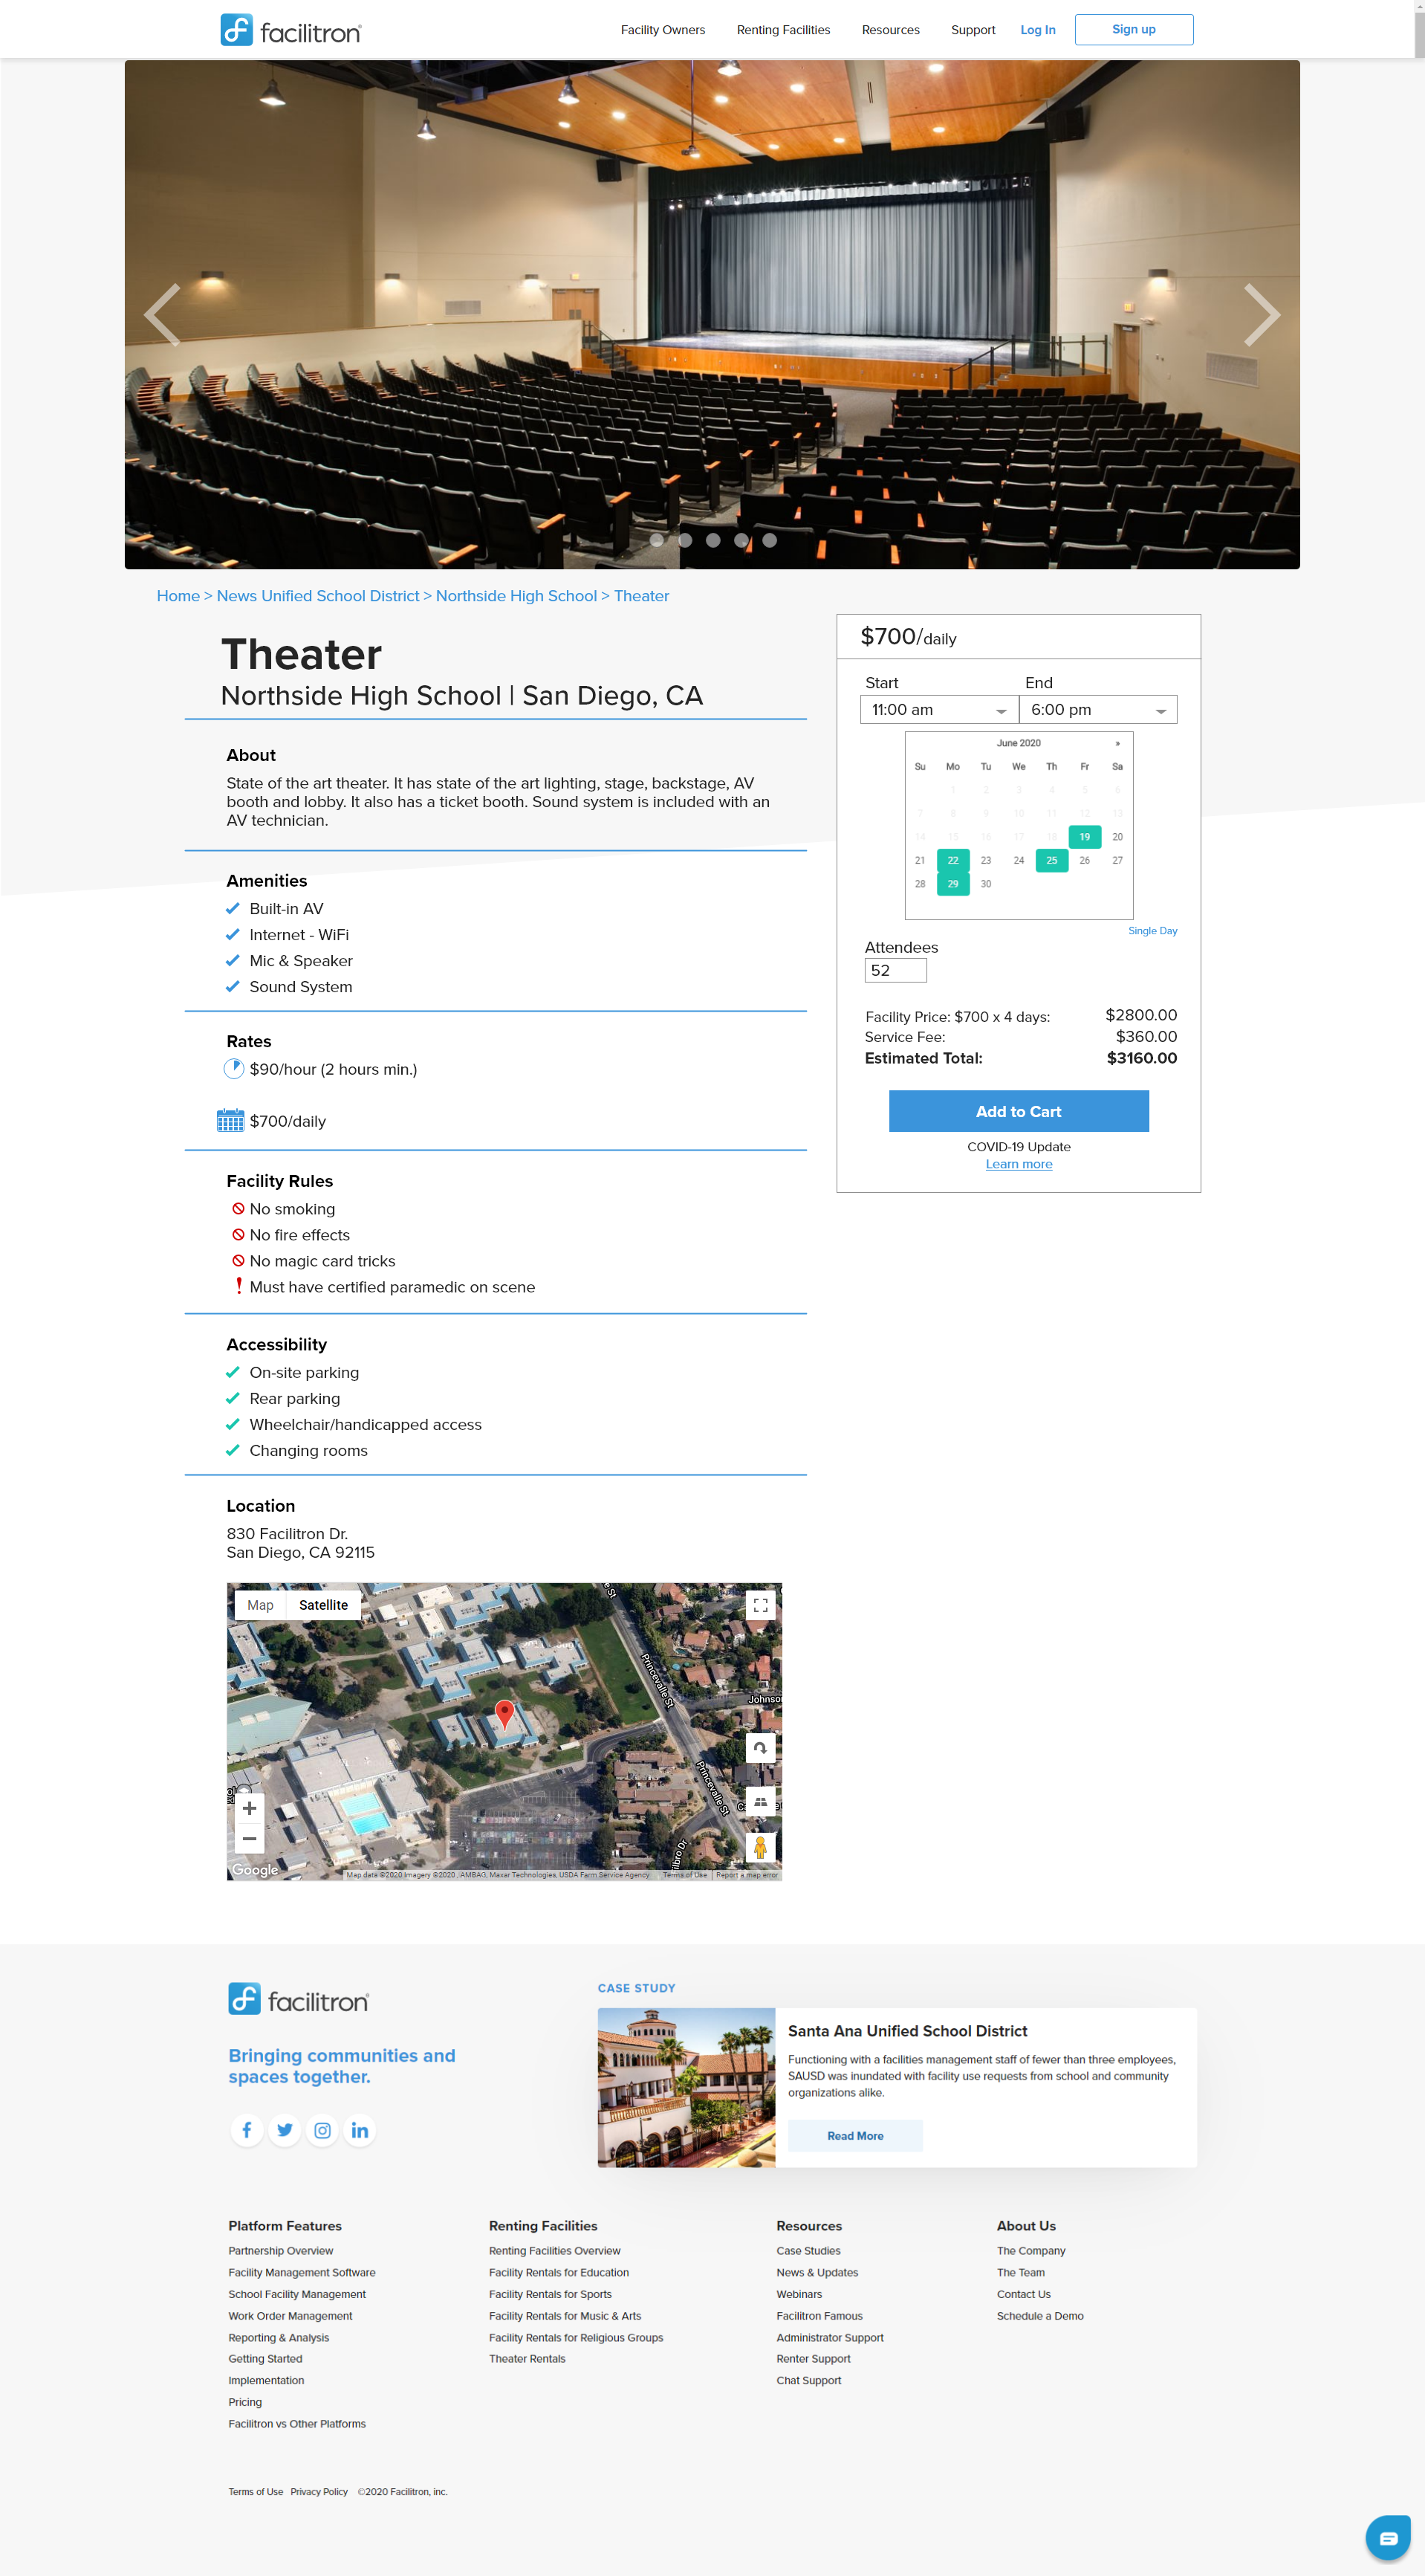 facilitron
Facility Owners Renting Facilities Resources Support Log In Sign up
Home > News Unified School District > Northside High School > Theater
Theater
Northside High School | San Diego, CA
About
State of the art theater. It has state of the art lighting, stage, backstage, AV
booth and lobby. It also has a ticket booth. Sound system is included with an
AV technician.
Amenities
Built-in AV
Internet - WiFi
Mic & Speaker
Sound System
Rates
$90/hour (2 hours min.)
$700/daily
Facility Rules
No smoking
No fire effects
No magic card tricks
Must have certified paramedic on scene
Accessibility
On-site parking
Rear parking
Wheelchair/handicapped access
Changing rooms
Location
830 Facilitron Dr.
San Diego, CA 92115
Map Satellite
Princevalle St
Johnso
Princevalle St
Google
Map data ©2020 Imagery ©2020 , AMBAG, Maxar Technologies, USDA Farm Service Agency Terms of Use Report a map error
$700/daily
Start End
11:00 am 6:00 pm
June 2020 »
Su Mo Tu We Th Fr Sa
1 2 3 4 5 6
7 8 9 10 11 12 13
14 15 16 17 18 19 20
21 22 23 24 25 26 27
28 29 30
Single Day
Attendees
52
Facility Price: $700 x 4 days: $2800.00
Service Fee: $360.00
Estimated Total: $3160.00
Add to Cart
COVID-19 Update
Learn more
facilitron
Bringing communities and
spaces together.
CASE STUDY
Santa Ana Unified School District
Functioning with a facilities management staff of fewer than three employees,
SAUSD was inundated with facility use requests from school and community
organizations alike.
Read More
Platform Features
Partnership Overview
Facility Management Software
School Facility Management
Work Order Management
Reporting & Analysis
Getting Started
Implementation
Pricing
Facilitron vs Other Platforms
Renting Facilities
Renting Facilities Overview
Facility Rentals for Education
Facility Rentals for Sports
Facility Rentals for Music & Arts
Facility Rentals for Religious Groups
Theater Rentals
Resources
Case Studies
News & Updates
Webinars
Facilitron Famous
Administrator Support
Renter Support
Chat Support
About Us
The Company
The Team
Contact Us
Schedule a Demo
Terms of Use Privacy Policy ©2020 Facilitron, inc.